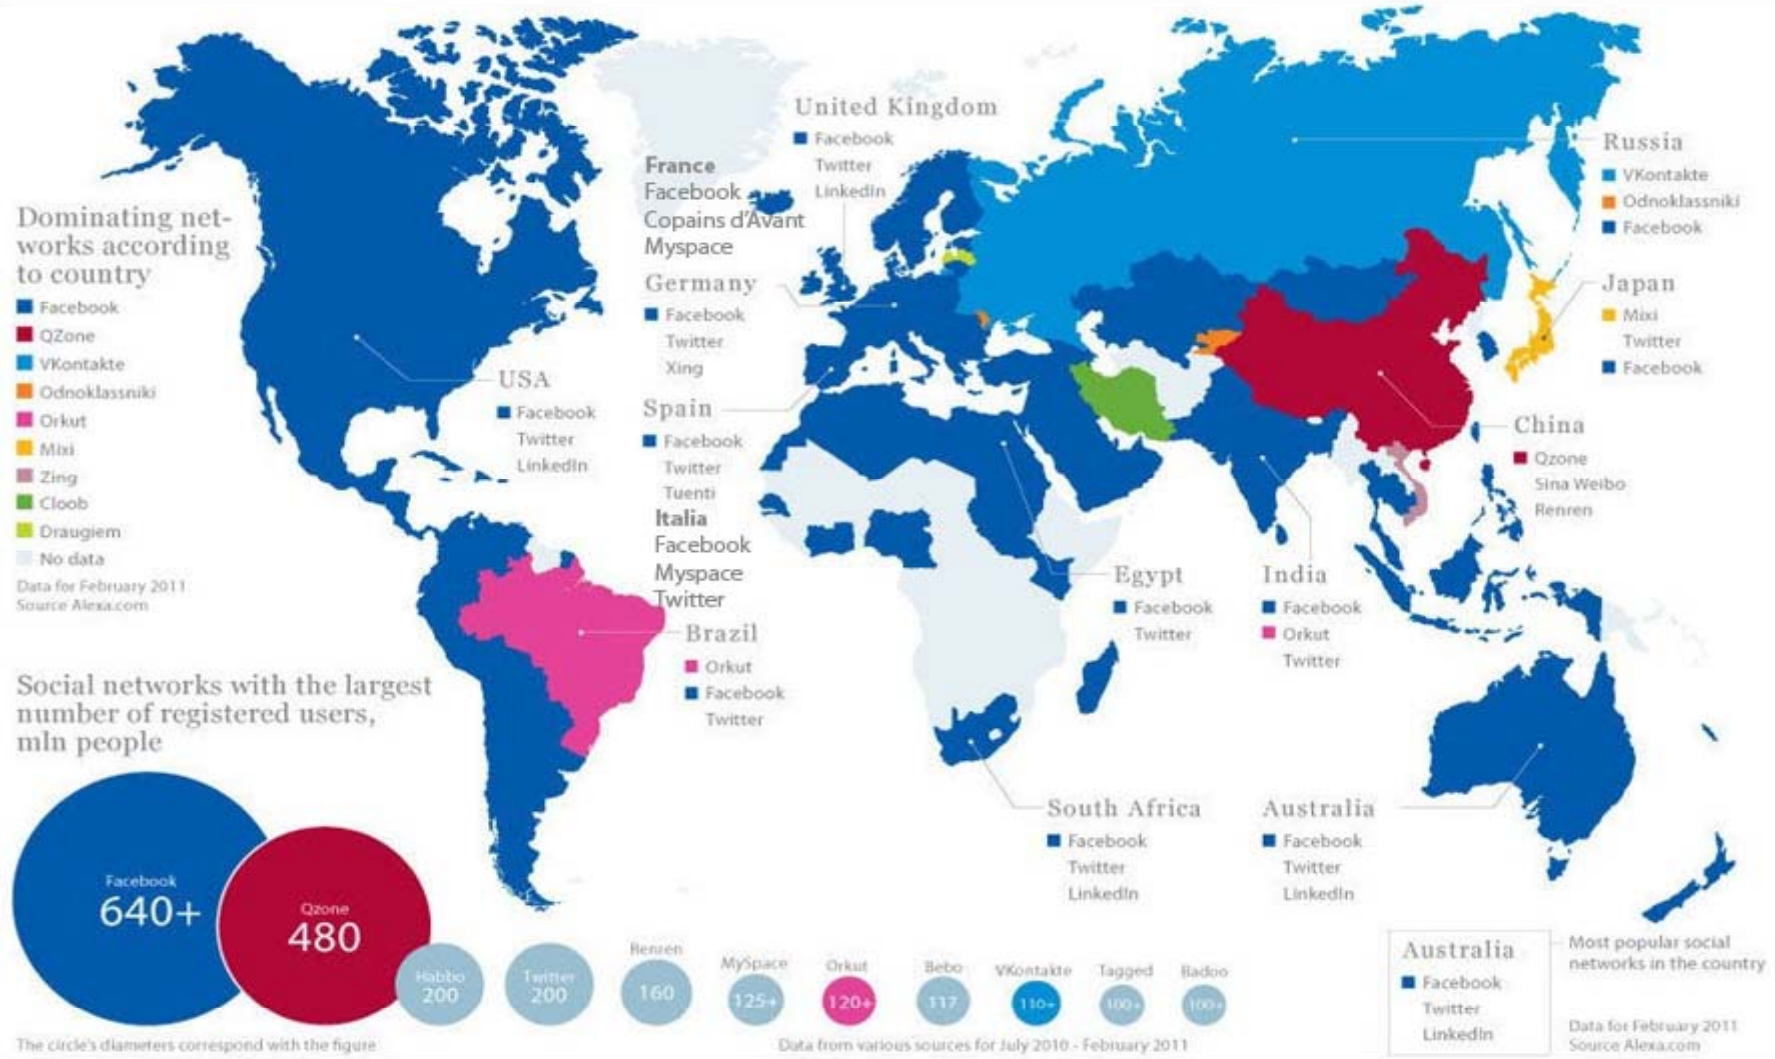 United Kingdom
Facebook
Twitter
LinkedIn
France
Facebook
Copains d'Avant
Myspace
Germany
Facebook
Twitter
Xing
Spain
Facebook
Twitter
Tuenti
Italia
Facebook
Myspace
Twitter
Brazil
Orkut
Facebook
Twitter
USA
Facebook
Twitter
LinkedIn
Russia
VKontakte
Odnoklassniki
Facebook
Japan
Mixi
Twitter
Facebook
China
Qzone
Sina Weibo
Renren
Egypt
Facebook
Twitter
India
Facebook
Orkut
Twitter
South Africa
Facebook
Twitter
LinkedIn
Australia
Facebook
Twitter
LinkedIn
Dominating net-
works according
to country
Facebook
QZone
VKontakte
Odnoklassniki
Orkut
Mixi
Zing
Cloob
Draugiem
No data
Data for February 2011
Source Alexa.com
Social networks with the largest
number of registered users,
mln people
Facebook
640+
Qzone
480
Habbo
200
Twitter
200
Renren
160
MySpace
125+
Orkut
120+
Bebo
117
VKontakte
110+
Tagged
100+
Badoo
100+
The circle's diameters correspond with the figure
Data from various sources for July 2010 - February 2011
Australia
Facebook
Twitter
LinkedIn
Most popular social
networks in the country
Data for February 2011
Source Alexa.com